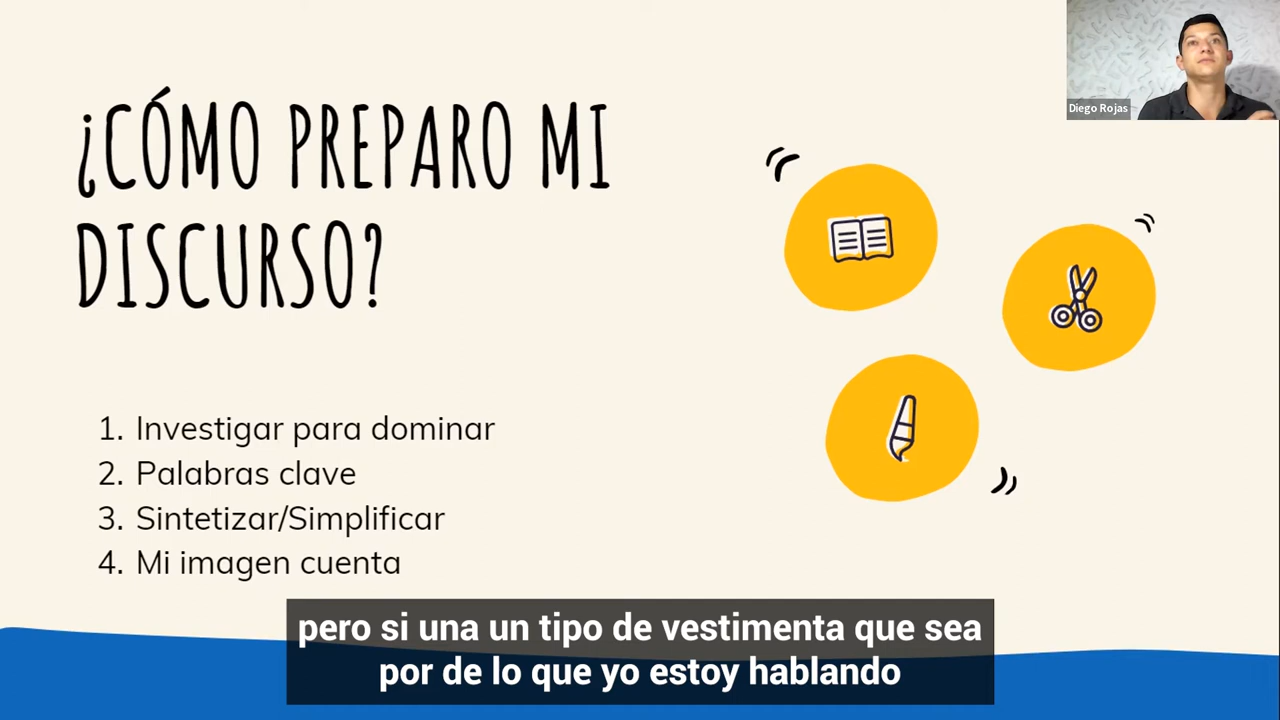 ¿CÓMO PREPARO MI
DISCURSO?
1. Investigar para dominar
2. Palabras clave
3. Sintetizar/Simplificar
4. Mi imagen cuenta
Diego Rojas
pero si una un tipo de vestimenta que sea
por de lo que yo estoy hablando